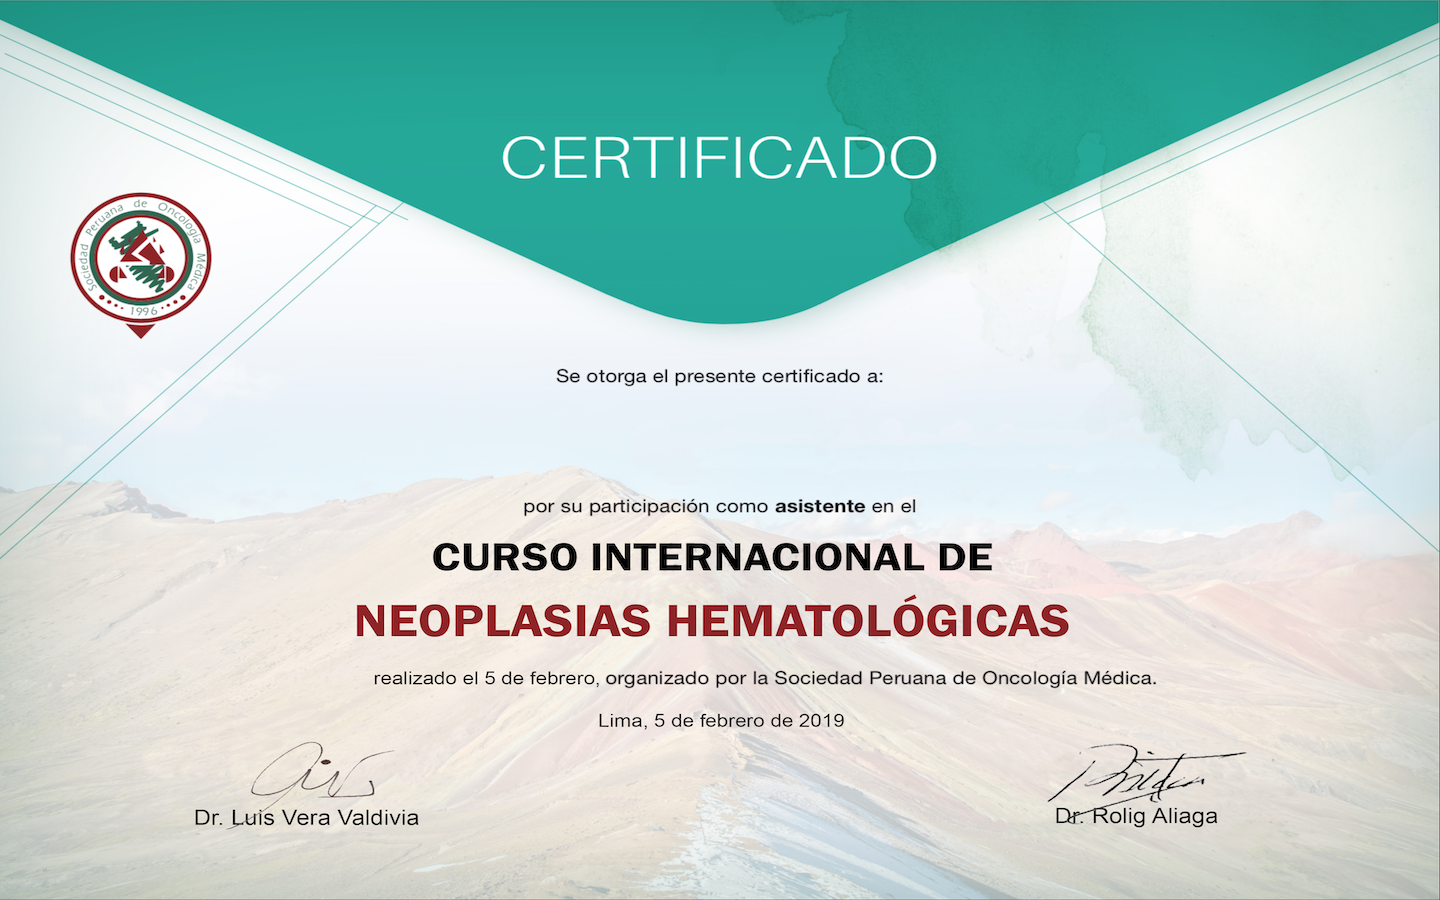 CERTIFICADO
Sociedad Peruana de Oncología Médica
1996
Se otorga el presente certificado a:
por su participación como asistente en el
CURSO INTERNACIONAL DE
NEOPLASIAS HEMATOLÓGICAS
realizado el 5 de febrero, organizado por la Sociedad Peruana de Oncología Médica.
Lima, 5 de febrero de 2019
Dr. Luis Vera Valdivia
Dr. Rolig Aliaga